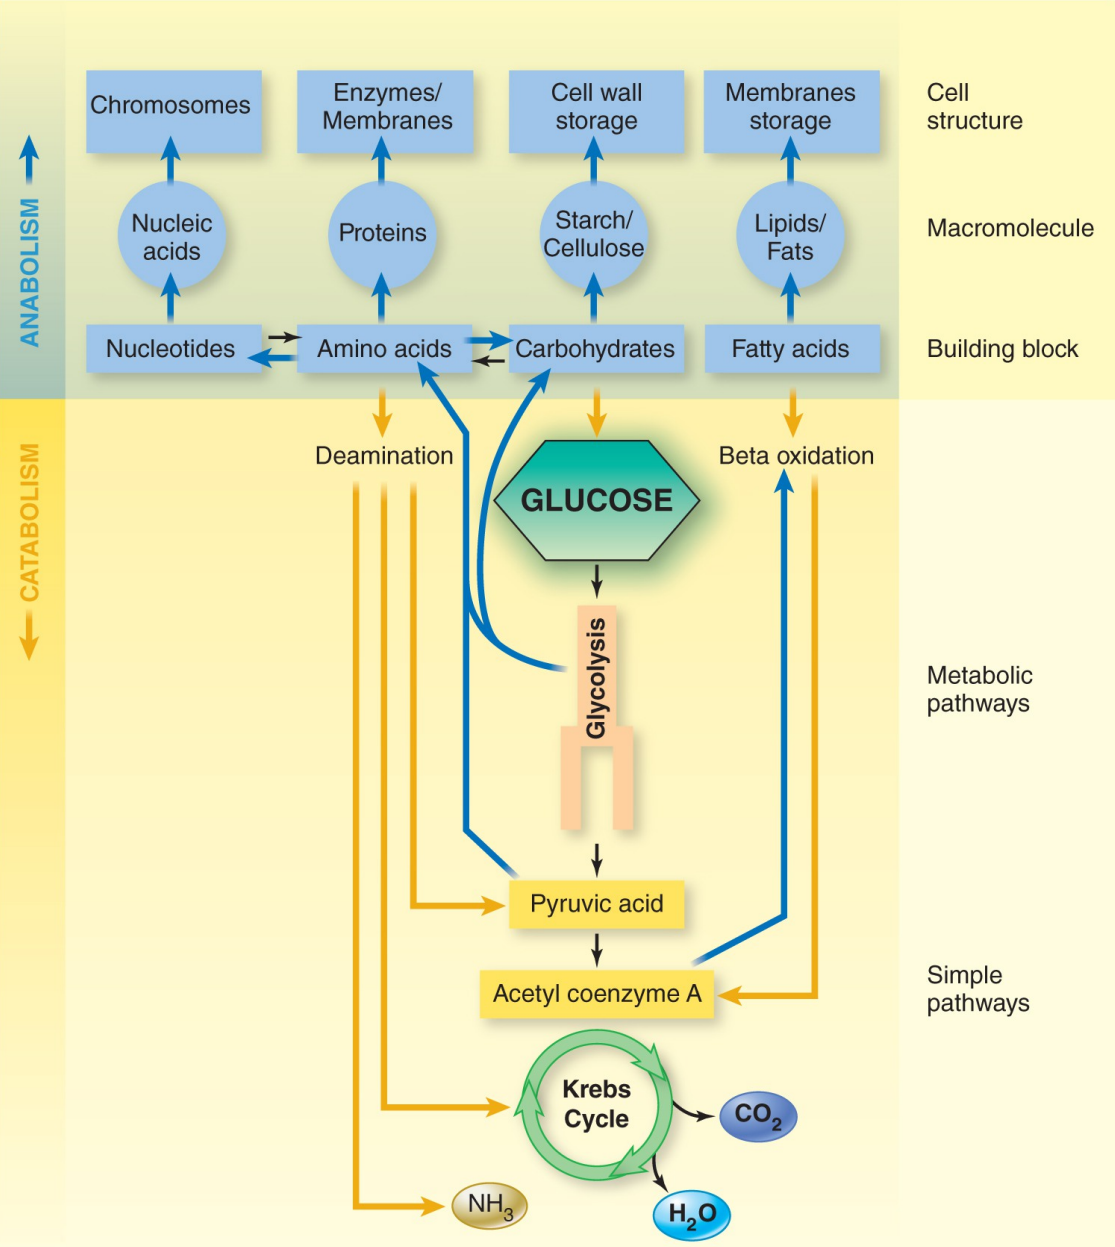 Chromosomes
Enzymes/
Membranes
Cell wall
storage
Membranes
storage
Cell
structure
Nucleic
acids
Proteins
Starch/
Cellulose
Lipids/
Fats
Macromolecule
ANABOLISM
Nucleotides
Amino acids
Carbohydrates
Fatty acids
Building block
CATABOLISM
Deamination
GLUCOSE
Beta oxidation
Glycolysis
Metabolic
pathways
Pyruvic acid
Acetyl coenzyme A
Simple
pathways
Krebs
Cycle
CO2
NH3
H2O